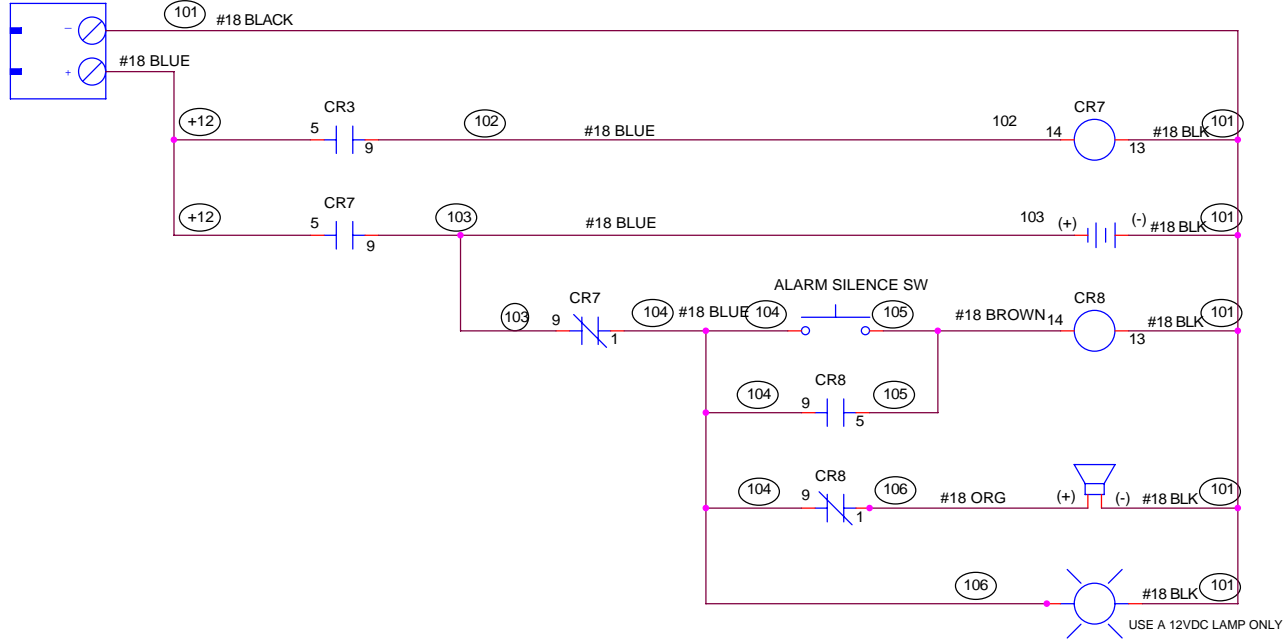 101 #18 BLACK
–
#18 BLUE
+
CR3 CR7
+12 5 9 102 #18 BLUE 102 14 13 #18 BLK 101
CR7
+12 5 9 103 #18 BLUE 103 (+) (-) #18 BLK 101
ALARM SILENCE SW
CR7 CR8
103 9 1 104 #18 BLUE 104 105 #18 BROWN 14 13 #18 BLK 101
CR8
104 9 5 105
CR8
104 9 1 106 #18 ORG (+) (-) #18 BLK 101
106 #18 BLK 101
USE A 12VDC LAMP ONLY